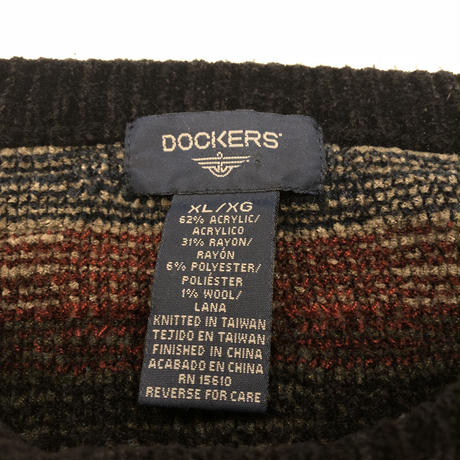 DOCKERS
XL/XG
62% ACRYLIC/
ACRÍLICO
31% RAYON/
RAYÓN
6% POLYESTER/
POLIÉSTER
1% WOOL/
LANA
KNITTED IN TAIWAN
TEJIDO EN TAIWAN
FINISHED IN CHINA
ACABADO EN CHINA
RN 15610
REVERSE FOR CARE